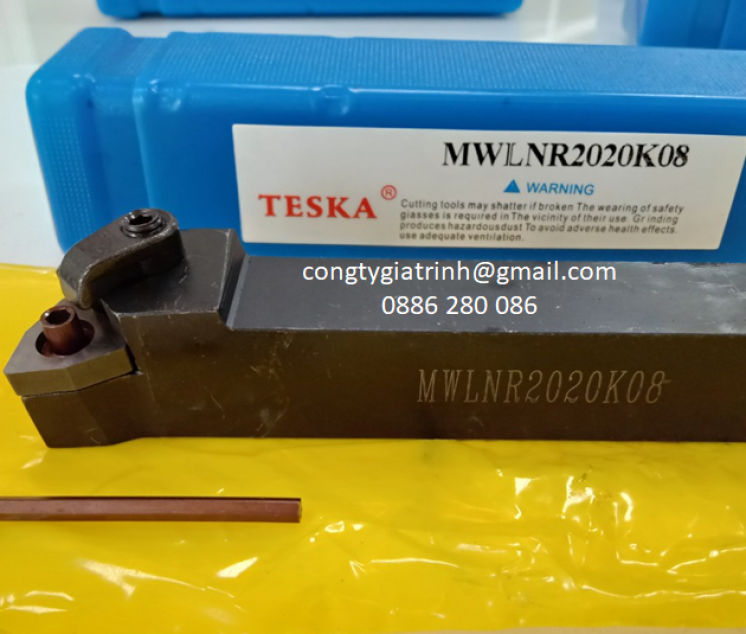 MWLNR2020K08
WARNING
TESKA®
Cutting tools may shatter if broken The wearing of safety
glasses is required in The vicinity of their use. Gr inding
produces hazardousdust To avoid adverse health effects.
use adequate ventilation.
congtygiatrinh@gmail.com
0886 280 086
MWLNR2020K08